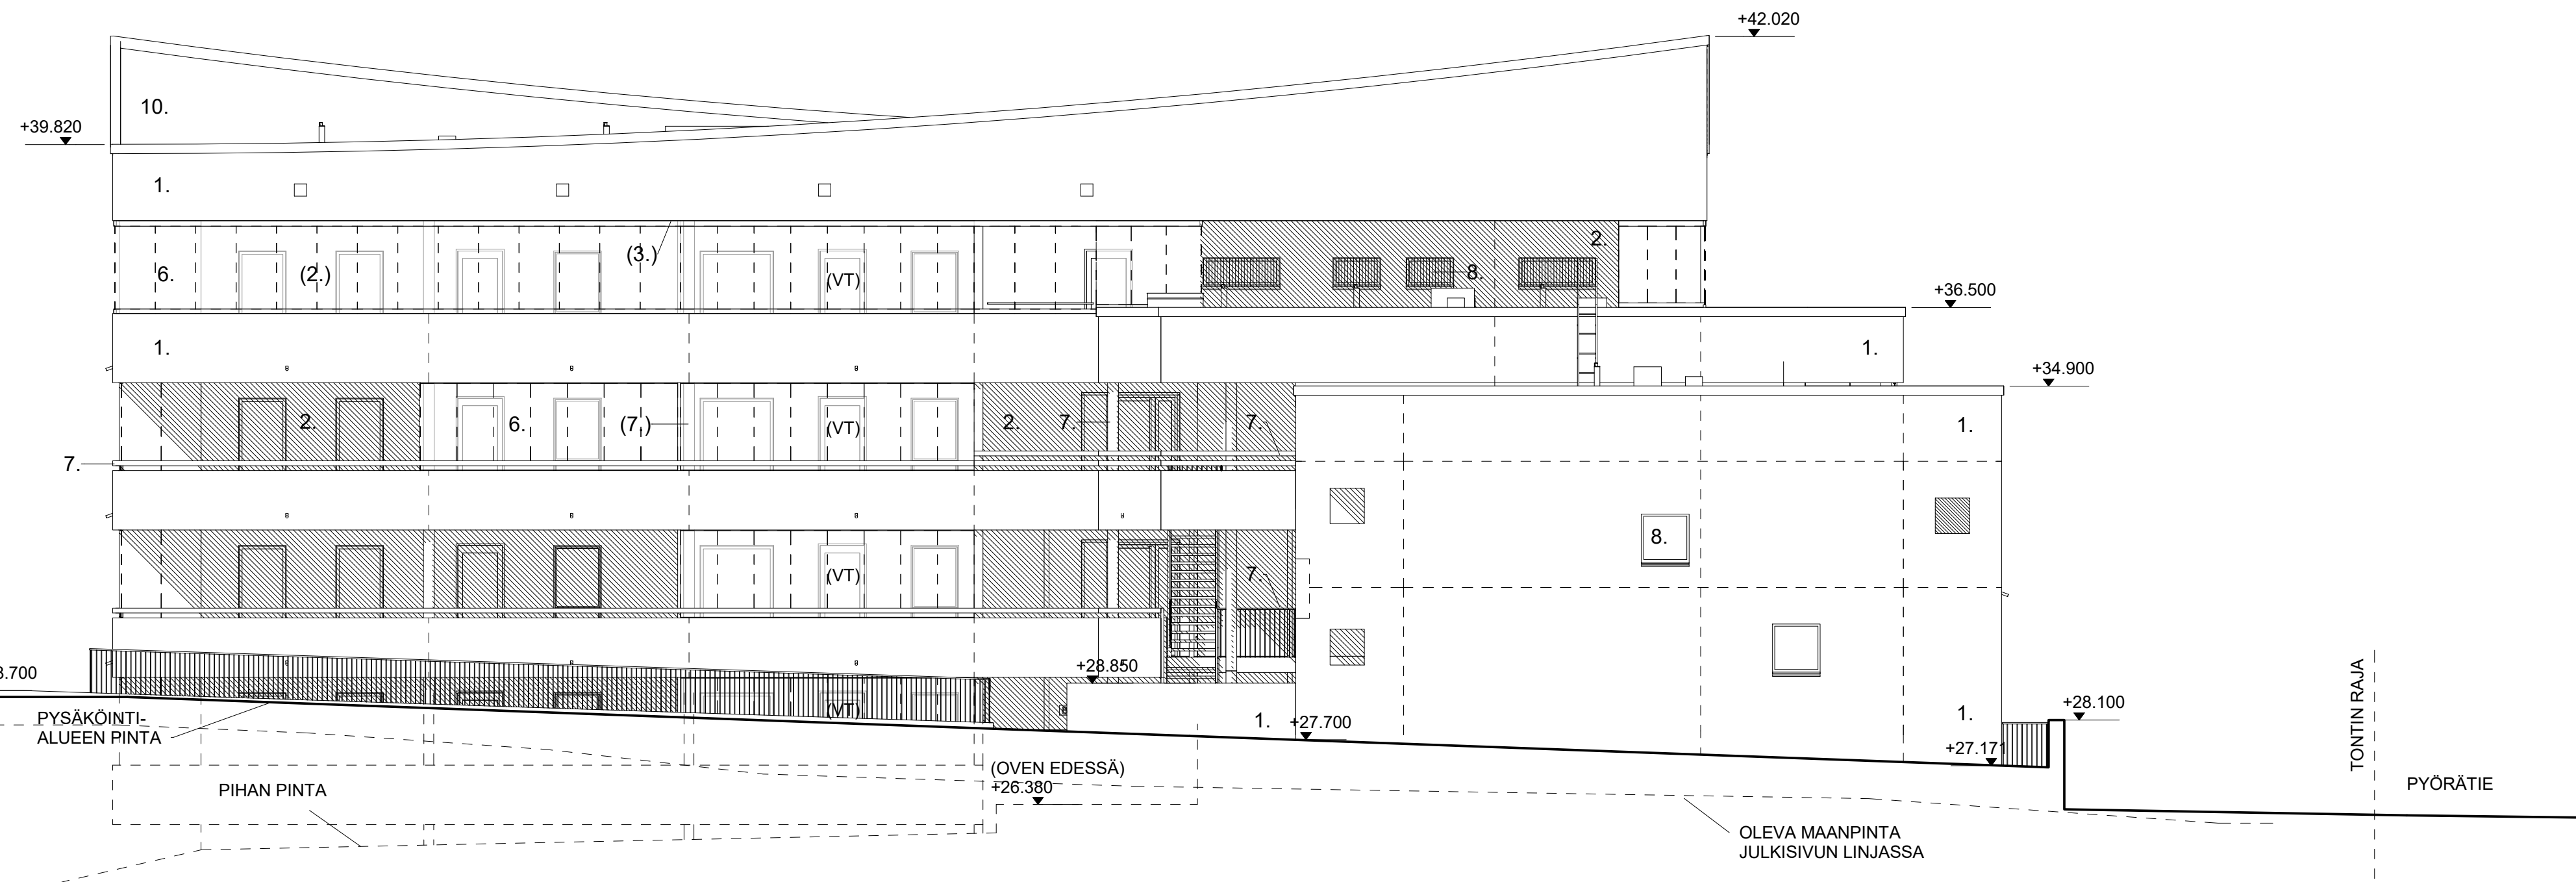 +42.020
10.
+39.820
1.
(3.)
2.
6.
(2.)
(VT)
8.
+36.500
1.
1.
+34.900
2.
6.
(7.)
(VT)
2.
7.
7.
1.
7.
8.
(VT)
7.
+28.850
(VT)
1.
+27.700
1.
+28.100
+27.171
PYSÄKÖINTI-
ALUEEN PINTA
(OVEN EDESSÄ)
+26.380
PIHAN PINTA
OLEVA MAANPINTA
JULKISIVUN LINJASSA
TONTIN RAJA
PYÖRÄTIE